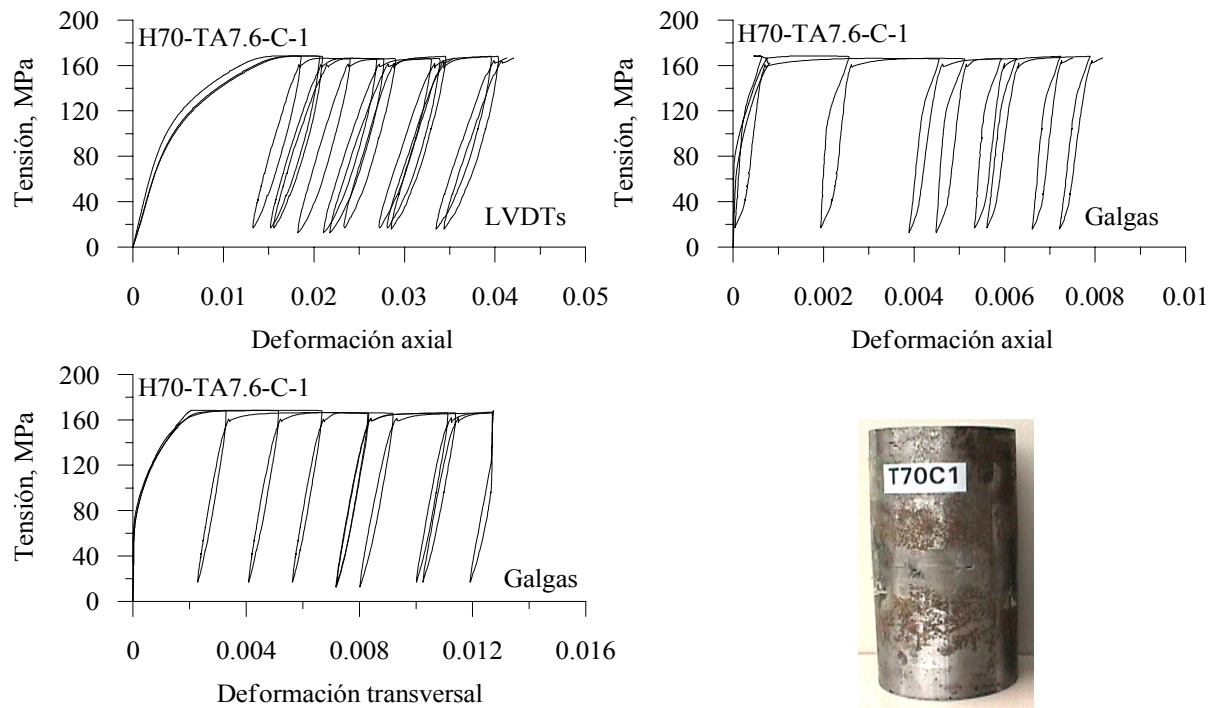 200
160
120
80
40
0
Tensión, MPa
H70-TA7.6-C-1
LVDTs
0 0.01 0.02 0.03 0.04 0.05
Deformación axial
200
160
120
80
40
0
Tensión, MPa
H70-TA7.6-C-1
Galgas
0 0.002 0.004 0.006 0.008 0.01
Deformación axial
200
160
120
80
40
0
Tensión, MPa
H70-TA7.6-C-1
Galgas
0 0.004 0.008 0.012 0.016
Deformación transversal
T70C1